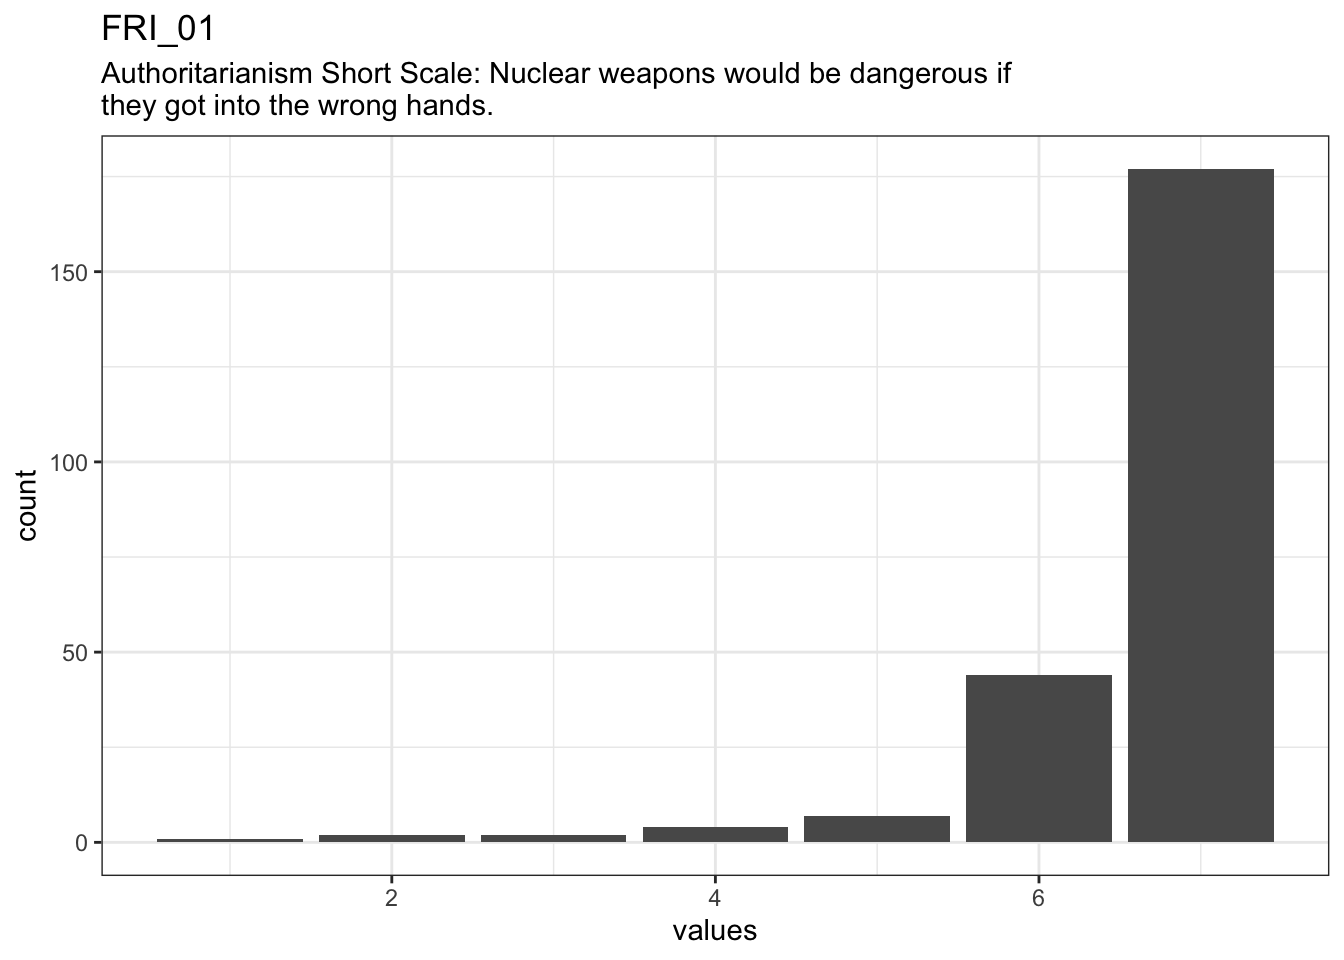 FRI_01
Authoritarianism Short Scale: Nuclear weapons would be dangerous if
they got into the wrong hands.
150
100
50
0
count
2 4 6
values